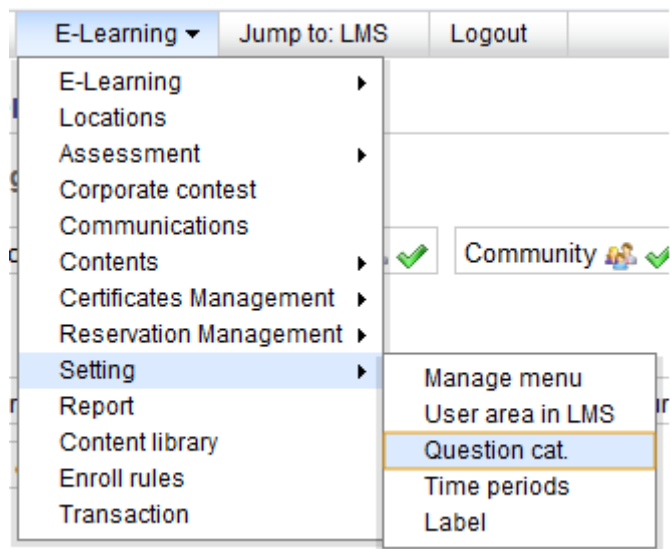 E-Learning Jump to: LMS Logout
E-Learning
Locations
Assessment
Corporate contest
Communications
Contents
Community
Certificates Management
Reservation Management
Setting
Report
Content library
Enroll rules
Transaction
Manage menu
User area in LMS
Question cat.
Time periods
Label